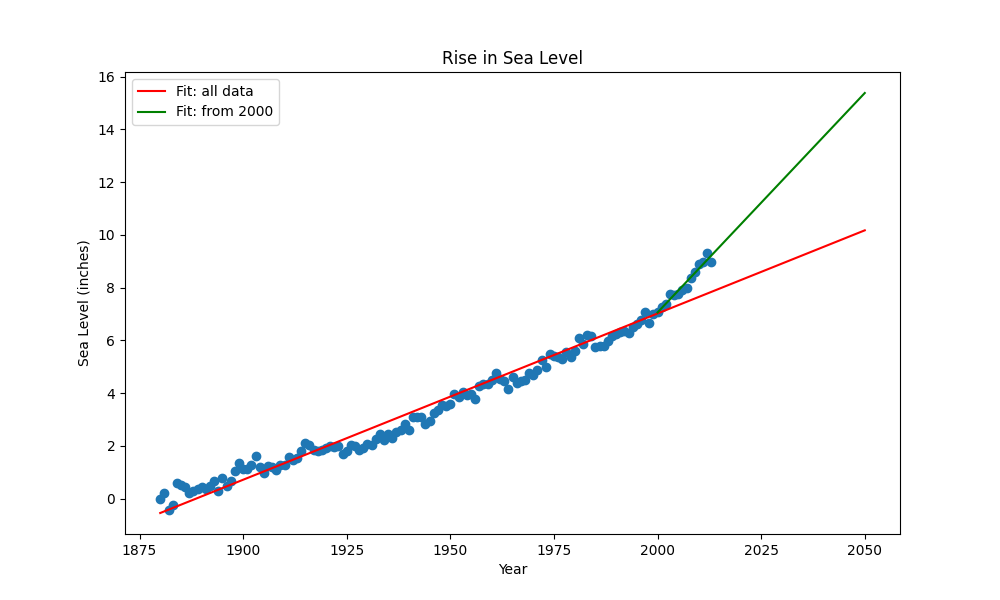 Rise in Sea Level
Fit: all data
Fit: from 2000
Sea Level (inches)
16
14
12
10
8
6
4
2
0
1875 1900 1925 1950 1975 2000 2025 2050
Year